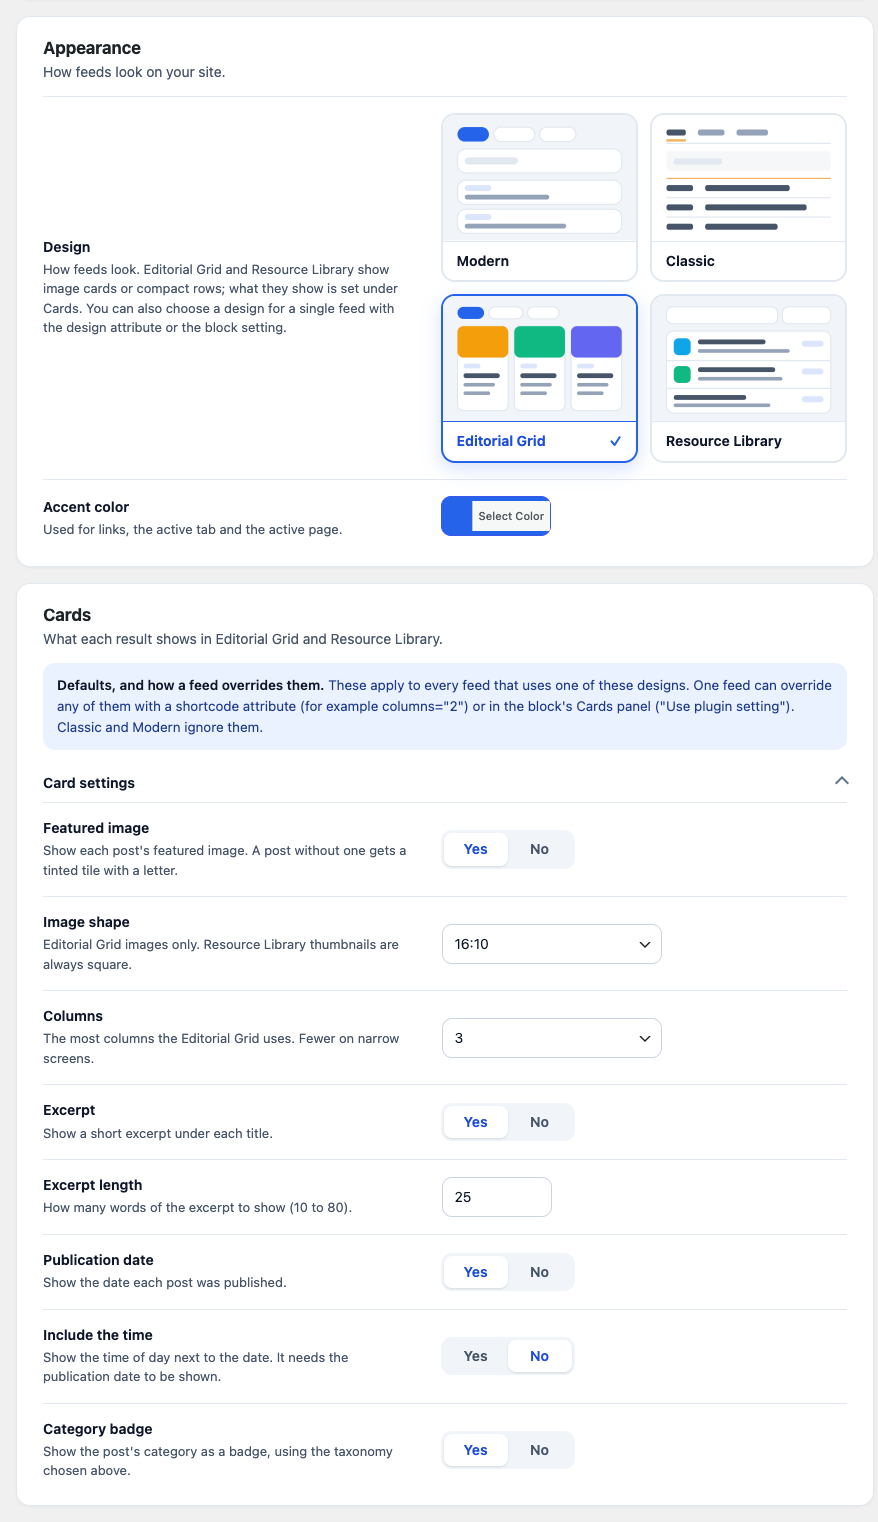 Appearance
How feeds look on your site.
Design
How feeds look. Editorial Grid and Resource Library show
image cards or compact rows; what they show is set under
Cards. You can also choose a design for a single feed with
the design attribute or the block setting.
Modern
Classic
Editorial Grid
Resource Library
Accent color
Used for links, the active tab and the active page.
Select Color
Cards
What each result shows in Editorial Grid and Resource Library.
Defaults, and how a feed overrides them. These apply to every feed that uses one of these designs. One feed can override
any of them with a shortcode attribute (for example columns="2") or in the block's Cards panel ("Use plugin setting").
Classic and Modern ignore them.
Card settings
Featured image
Show each post's featured image. A post without one gets a
tinted tile with a letter.
Yes No
Image shape
Editorial Grid images only. Resource Library thumbnails are
always square.
16:10
Columns
The most columns the Editorial Grid uses. Fewer on narrow
screens.
3
Excerpt
Show a short excerpt under each title.
Yes No
Excerpt length
How many words of the excerpt to show (10 to 80).
25
Publication date
Show the date each post was published.
Yes No
Include the time
Show the time of day next to the date. It needs the
publication date to be shown.
Yes No
Category badge
Show the post's category as a badge, using the taxonomy
chosen above.
Yes No